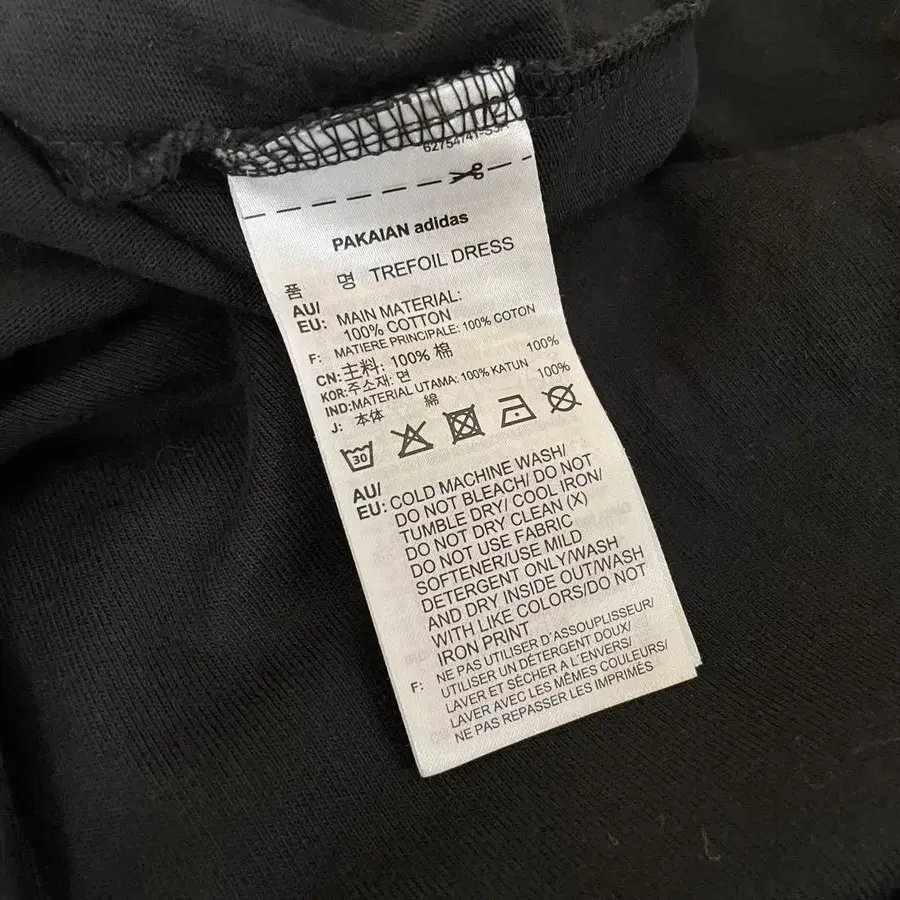 PAKAIAN adidas
품 명 TREFOIL DRESS
AU/
EU: MAIN MATERIAL:
100% COTTON
F: MATIERE PRINCIPALE: 100% COTON
CN: 主料: 100% 棉
KOR: 주소재: 면 100%
IND: MATERIAL UTAMA: 100% KATUN
J: 本体 綿 100%
30
AU/
EU: COLD MACHINE WASH/
DO NOT BLEACH/ DO NOT
TUMBLE DRY/ COOL IRON/
DO NOT DRY CLEAN (X)
DO NOT USE FABRIC
SOFTENER/USE MILD
DETERGENT ONLY/WASH
AND DRY INSIDE OUT/WASH
WITH LIKE COLORS/DO NOT
IRON PRINT
F: NE PAS UTILISER D´ASSOUPLISSEUR/
UTILISER UN DÉTERGENT DOUX/
LAVER ET SÉCHER A L´ENVERS/
LAVER AVEC LES MÊMES COULEURS/
NE PAS REPASSER LES IMPRIMÉS